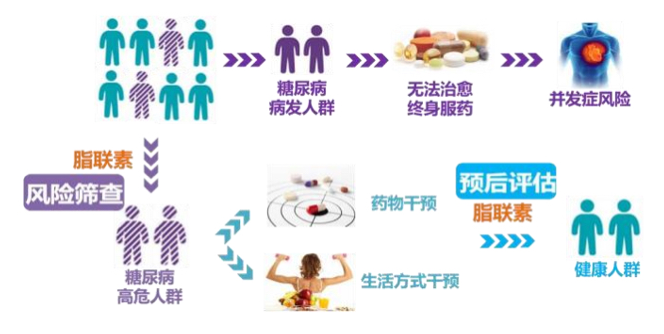 糖尿病
病发人群
无法治愈
终身服药
并发症风险
脂联素
风险筛查
糖尿病
高危人群
药物干预
生活方式干预
预后评估
脂联素
健康人群